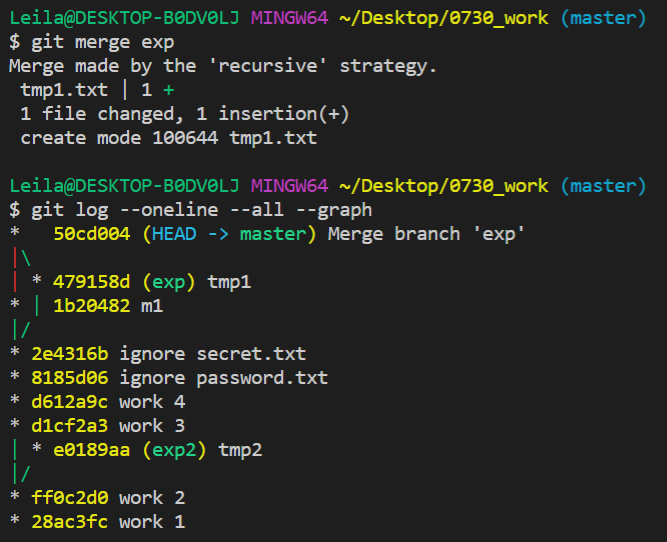 Leila@DESKTOP-B0DV0LJ MINGW64 ~/Desktop/0730_work (master)
$ git merge exp
Merge made by the 'recursive' strategy.
 tmp1.txt | 1 +
 1 file changed, 1 insertion(+)
 create mode 100644 tmp1.txt

Leila@DESKTOP-B0DV0LJ MINGW64 ~/Desktop/0730_work (master)
$ git log --oneline --all --graph
*   50cd004 (HEAD -> master) Merge branch 'exp'
|\
| * 479158d (exp) tmp1
* | 1b20482 m1
|/
* 2e4316b ignore secret.txt
* 8185d06 ignore password.txt
* d612a9c work 4
* d1cf2a3 work 3
| * e0189aa (exp2) tmp2
|/
* ff0c2d0 work 2
* 28ac3fc work 1